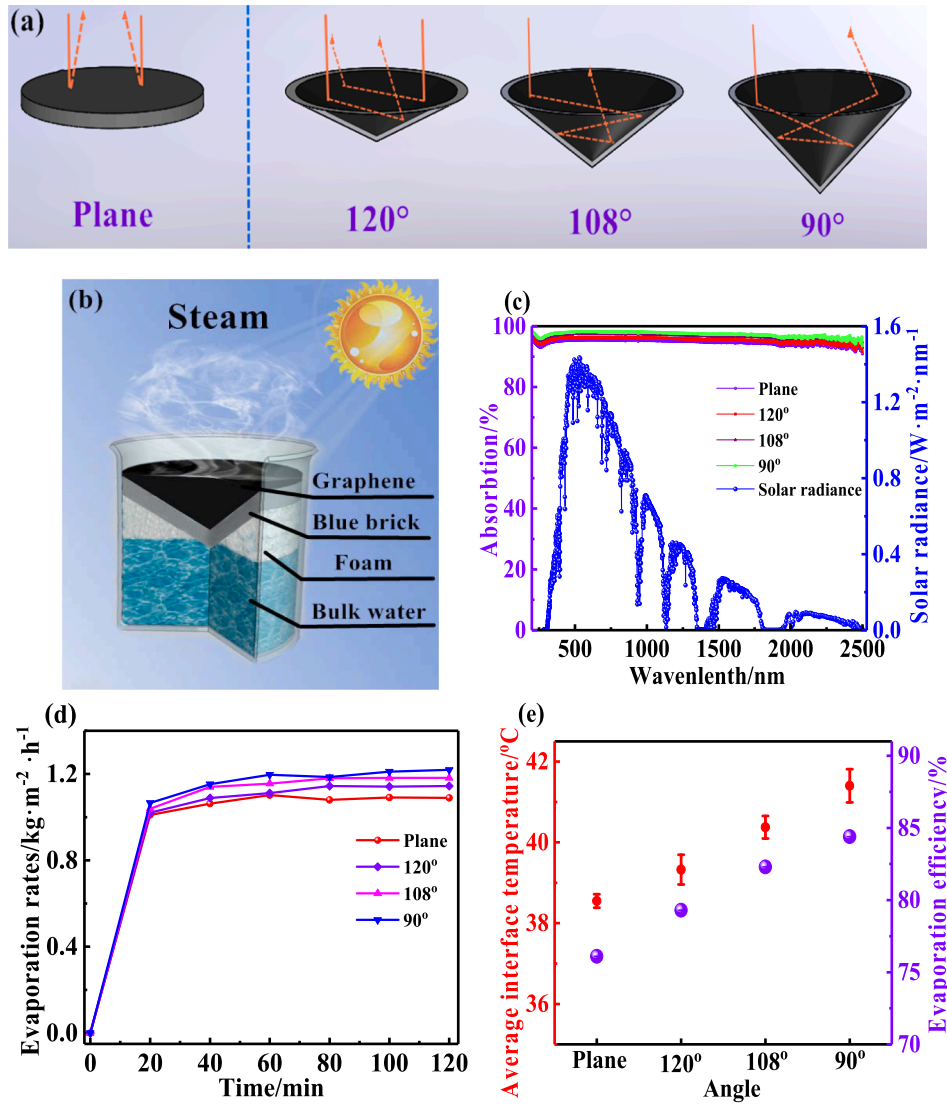 (a)
Plane
120°
108°
90°
(b)
Steam
Graphene
Blue brick
Foam
Bulk water
(c)
Absorbtion/%
100
80
60
40
20
0
Plane
120°
108°
90°
Solar radiance
1.6
1.2
0.8
0.4
0.0
Solar radiance/W·m⁻²·nm⁻¹
500 1000 1500 2000 2500
Wavenlenth/nm
(d)
Evaporation rates/kg·m⁻² ·h⁻¹
1.2
0.8
0.4
0.0
Plane
120°
108°
90°
0 20 40 60 80 100 120
Time/min
(e)
Average interface temperature/°C
42
40
38
36
90
85
80
75
70
Evaporation efficiency/%
Plane 120° 108° 90°
Angle